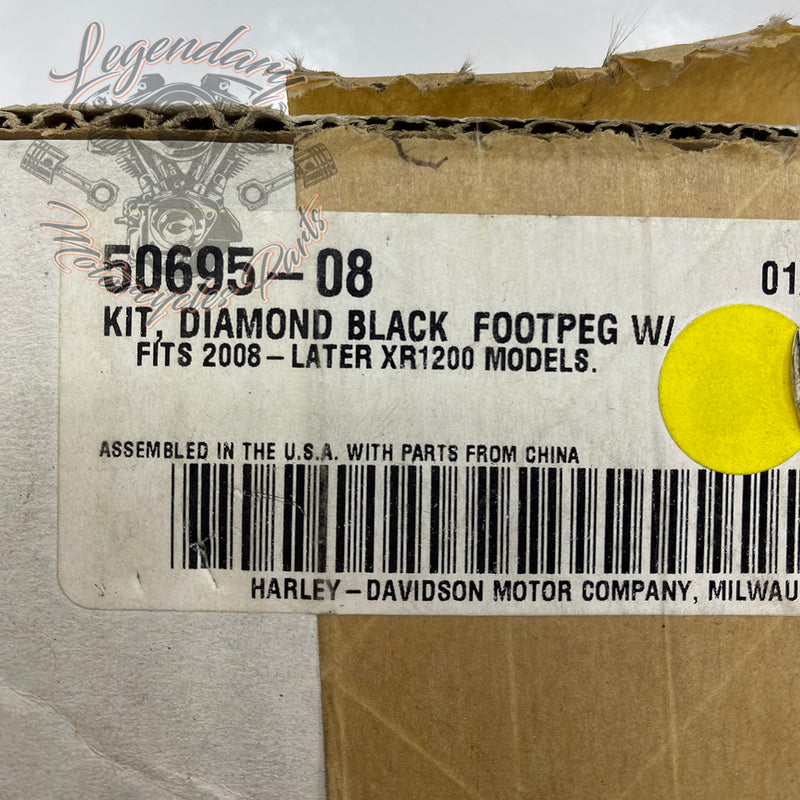 Legendary
Motorcycles Parts
50695-08 01
KIT, DIAMOND BLACK FOOTPEG W/
FITS 2008-LATER XR1200 MODELS.
ASSEMBLED IN THE U.S.A. WITH PARTS FROM CHINA
HARLEY-DAVIDSON MOTOR COMPANY, MILWAU